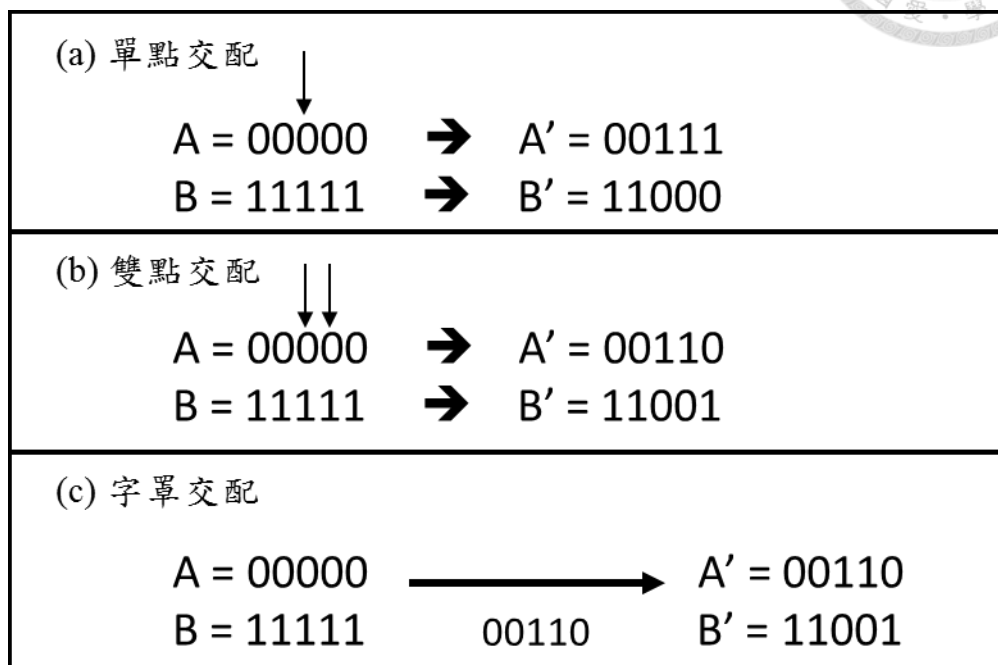 (a) 單點交配
A = 00000 ➔ A' = 00111
B = 11111 ➔ B' = 11000
(b) 雙點交配
A = 00000 ➔ A' = 00110
B = 11111 ➔ B' = 11001
(c) 字罩交配
A = 00000 A' = 00110
B = 11111 00110 B' = 11001